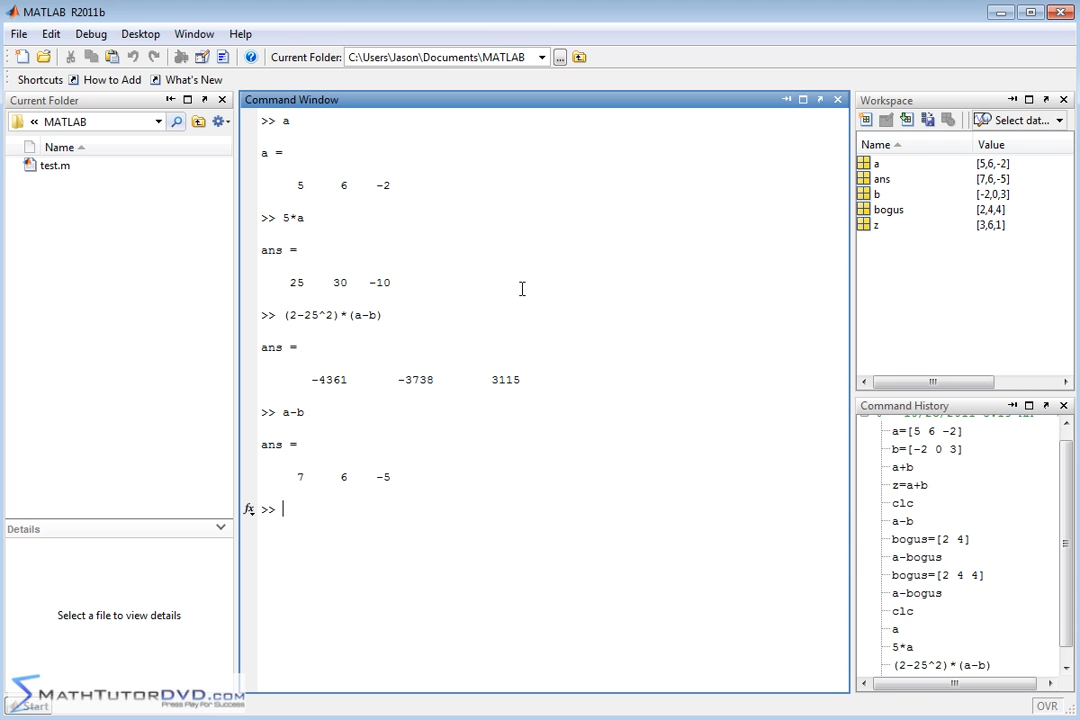 MATLAB R2011b
File Edit Debug Desktop Window Help
Current Folder: C:\Users\Jason\Documents\MATLAB
Shortcuts How to Add What's New
Current Folder
« MATLAB
Name
test.m
Details
Select a file to view details
MATHTUTORDVD.COM
Press Play For Success
Start
Command Window
>> a
a =
5 6 -2
>> 5*a
ans =
25 30 -10
>> (2-25^2)*(a-b)
ans =
-4361 -3738 3115
>> a-b
ans =
7 6 -5
fx >>
Workspace
Select dat...
Name Value
a [5,6,-2]
ans [7,6,-5]
b [-2,0,3]
bogus [2,4,4]
z [3,6,1]
Command History
a=[5 6 -2]
b=[-2 0 3]
a+b
z=a+b
clc
a-b
bogus=[2 4]
a-bogus
bogus=[2 4 4]
a-bogus
clc
a
5*a
(2-25^2)*(a-b)
OVR